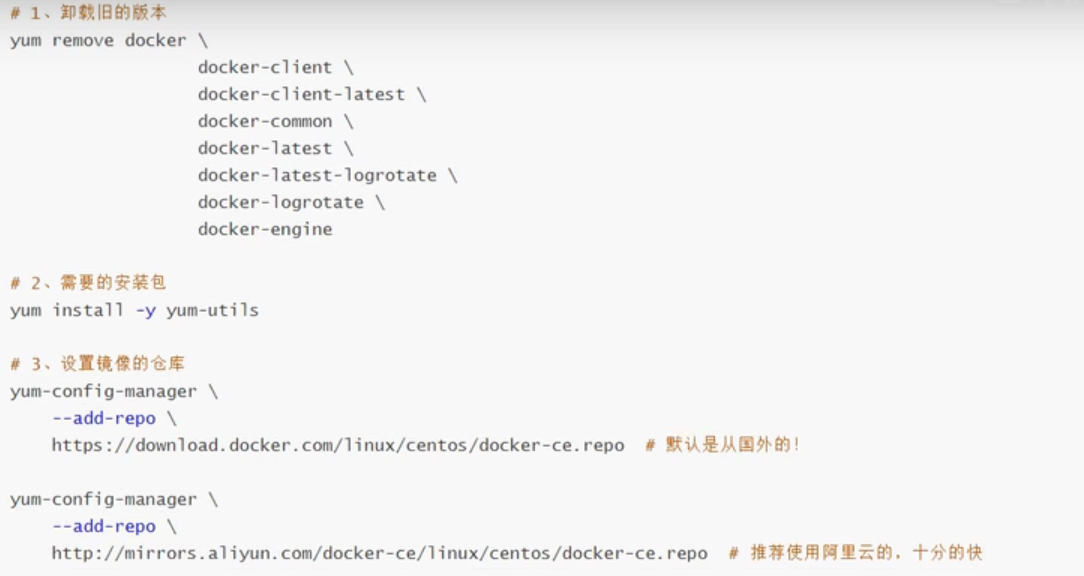 # 1、卸载旧的版本
yum remove docker \
                  docker-client \
                  docker-client-latest \
                  docker-common \
                  docker-latest \
                  docker-latest-logrotate \
                  docker-logrotate \
                  docker-engine
# 2、需要的安装包
yum install -y yum-utils
# 3、设置镜像的仓库
yum-config-manager \
    --add-repo \
    https://download.docker.com/linux/centos/docker-ce.repo  # 默认是从国外的!
yum-config-manager \
    --add-repo \
    http://mirrors.aliyun.com/docker-ce/linux/centos/docker-ce.repo  # 推荐使用阿里云的，十分的快